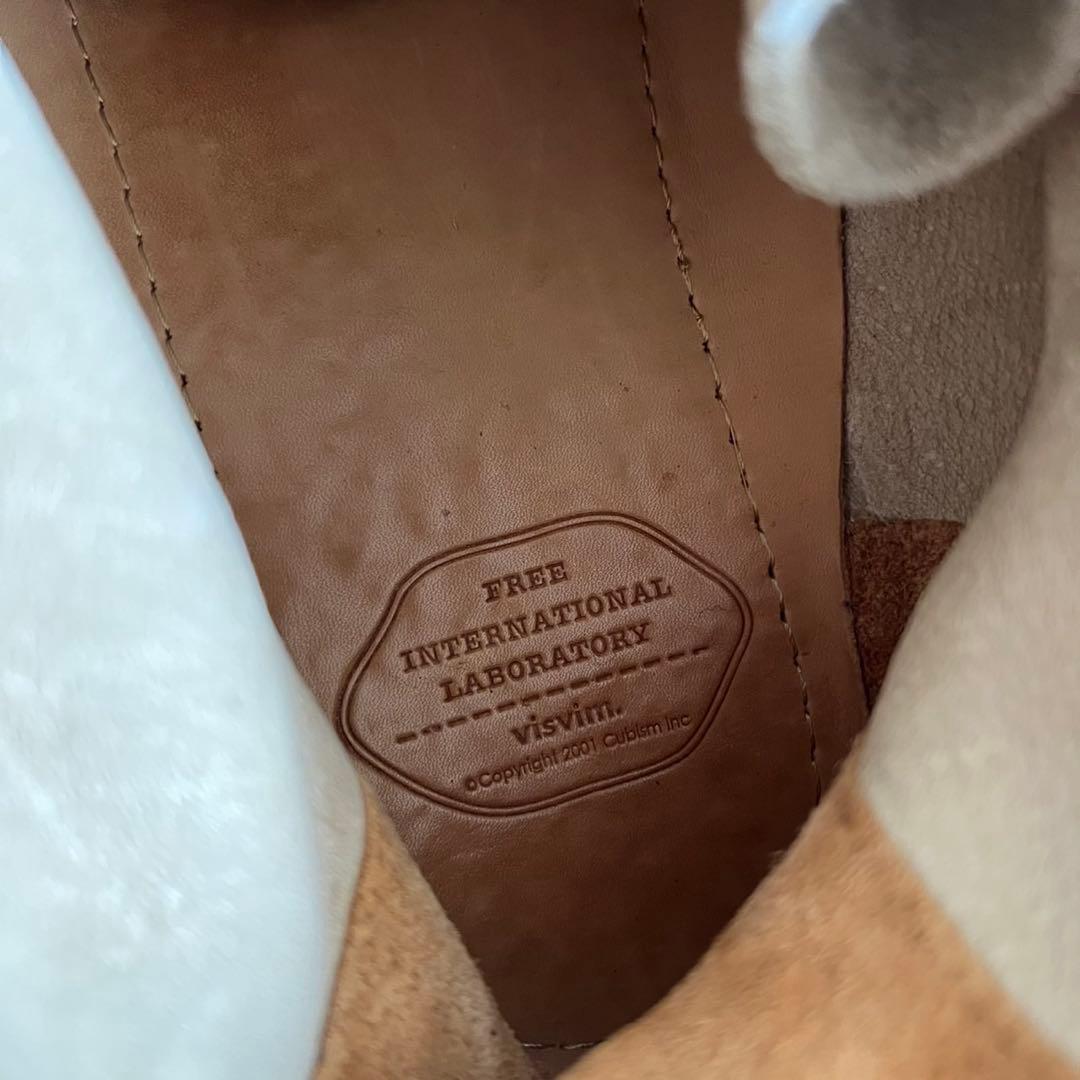 FREE
INTERNATIONAL
LABORATORY
visvim.
©Copyright 2001 Cubism Inc